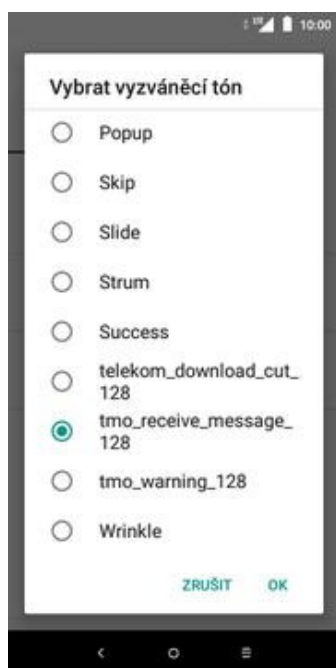 10:00
Vybrat vyzváněcí tón
Popup
Skip
Slide
Strum
Success
telekom_download_cut_
128
tmo_receive_message_
128
tmo_warning_128
Wrinkle
ZRUŠIT OK